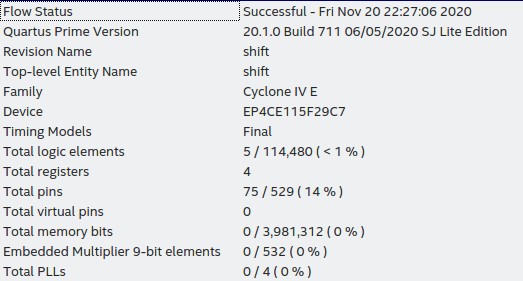 Flow Status Successful - Fri Nov 20 22:27:06 2020
Quartus Prime Version 20.1.0 Build 711 06/05/2020 SJ Lite Edition
Revision Name shift
Top-level Entity Name shift
Family Cyclone IV E
Device EP4CE115F29C7
Timing Models Final
Total logic elements 5 / 114,480 ( < 1 % )
Total registers 4
Total pins 75 / 529 ( 14 % )
Total virtual pins 0
Total memory bits 0 / 3,981,312 ( 0 % )
Embedded Multiplier 9-bit elements 0 / 532 ( 0 % )
Total PLLs 0 / 4 ( 0 % )